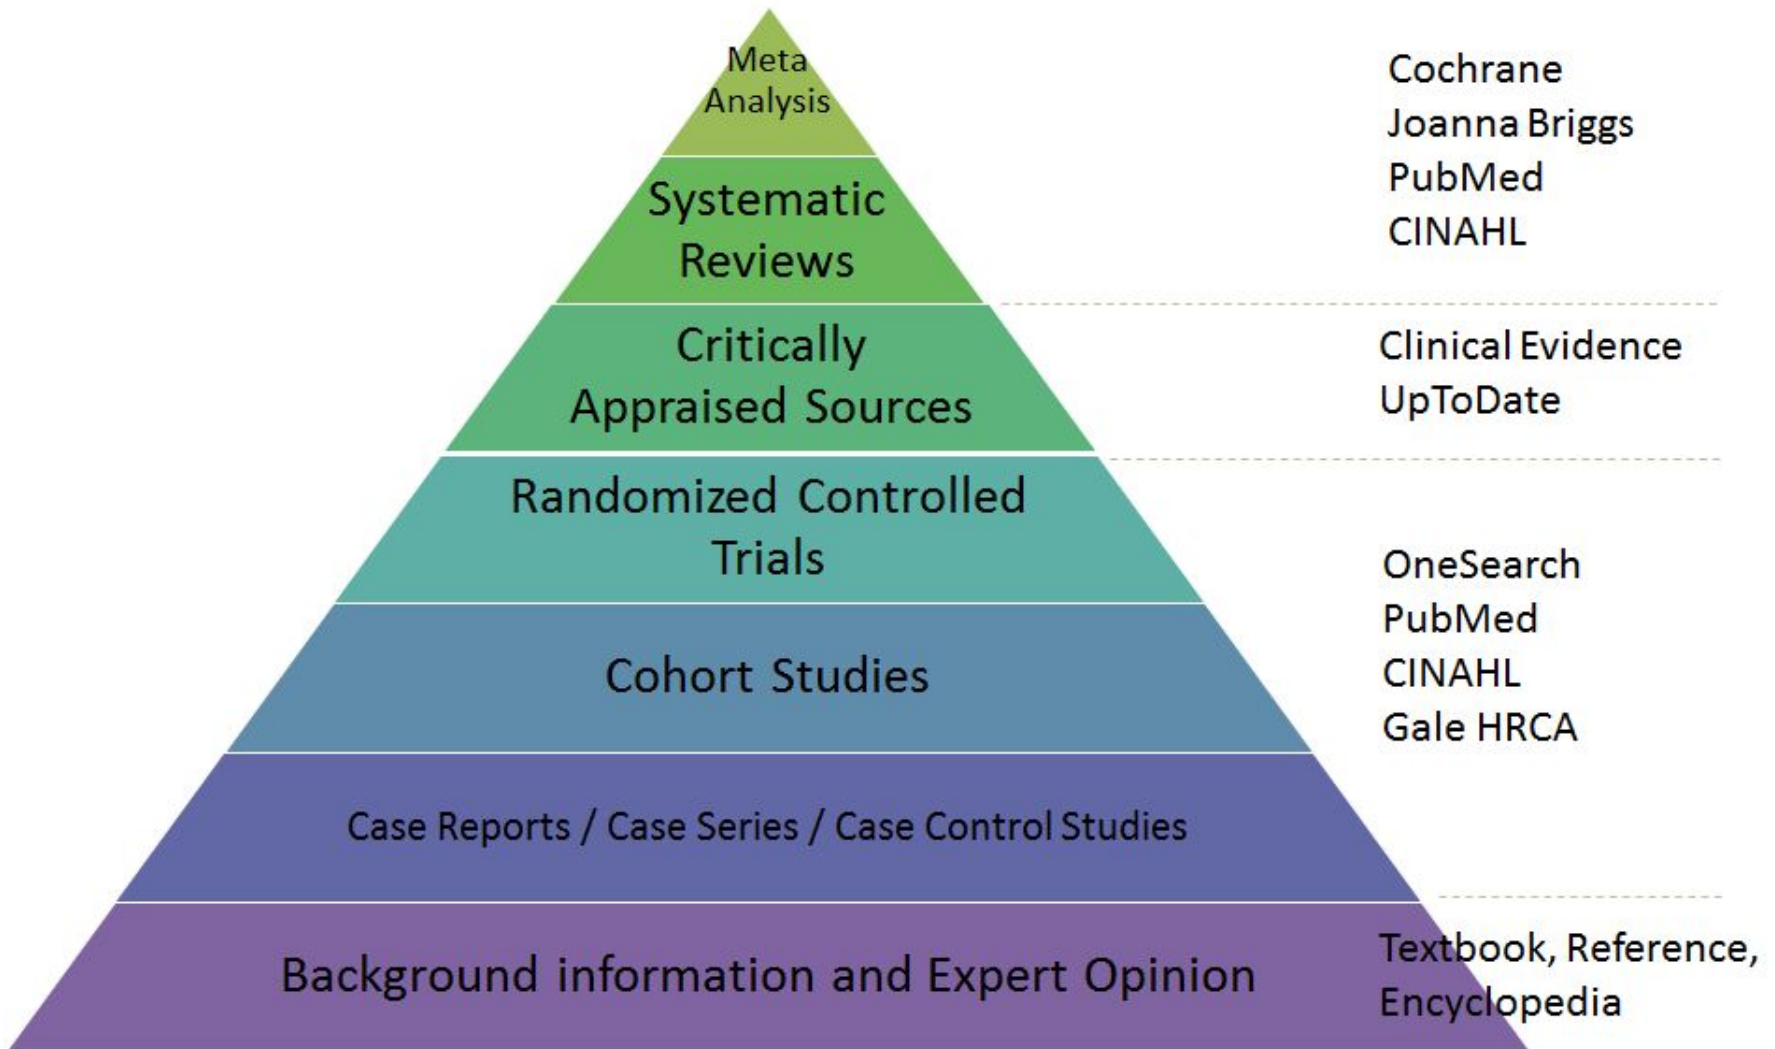 Meta
Analysis
Systematic
Reviews
Critically
Appraised Sources
Randomized Controlled
Trials
Cohort Studies
Case Reports / Case Series / Case Control Studies
Background information and Expert Opinion
Cochrane
Joanna Briggs
PubMed
CINAHL
Clinical Evidence
UpToDate
OneSearch
PubMed
CINAHL
Gale HRCA
Textbook, Reference,
Encyclopedia